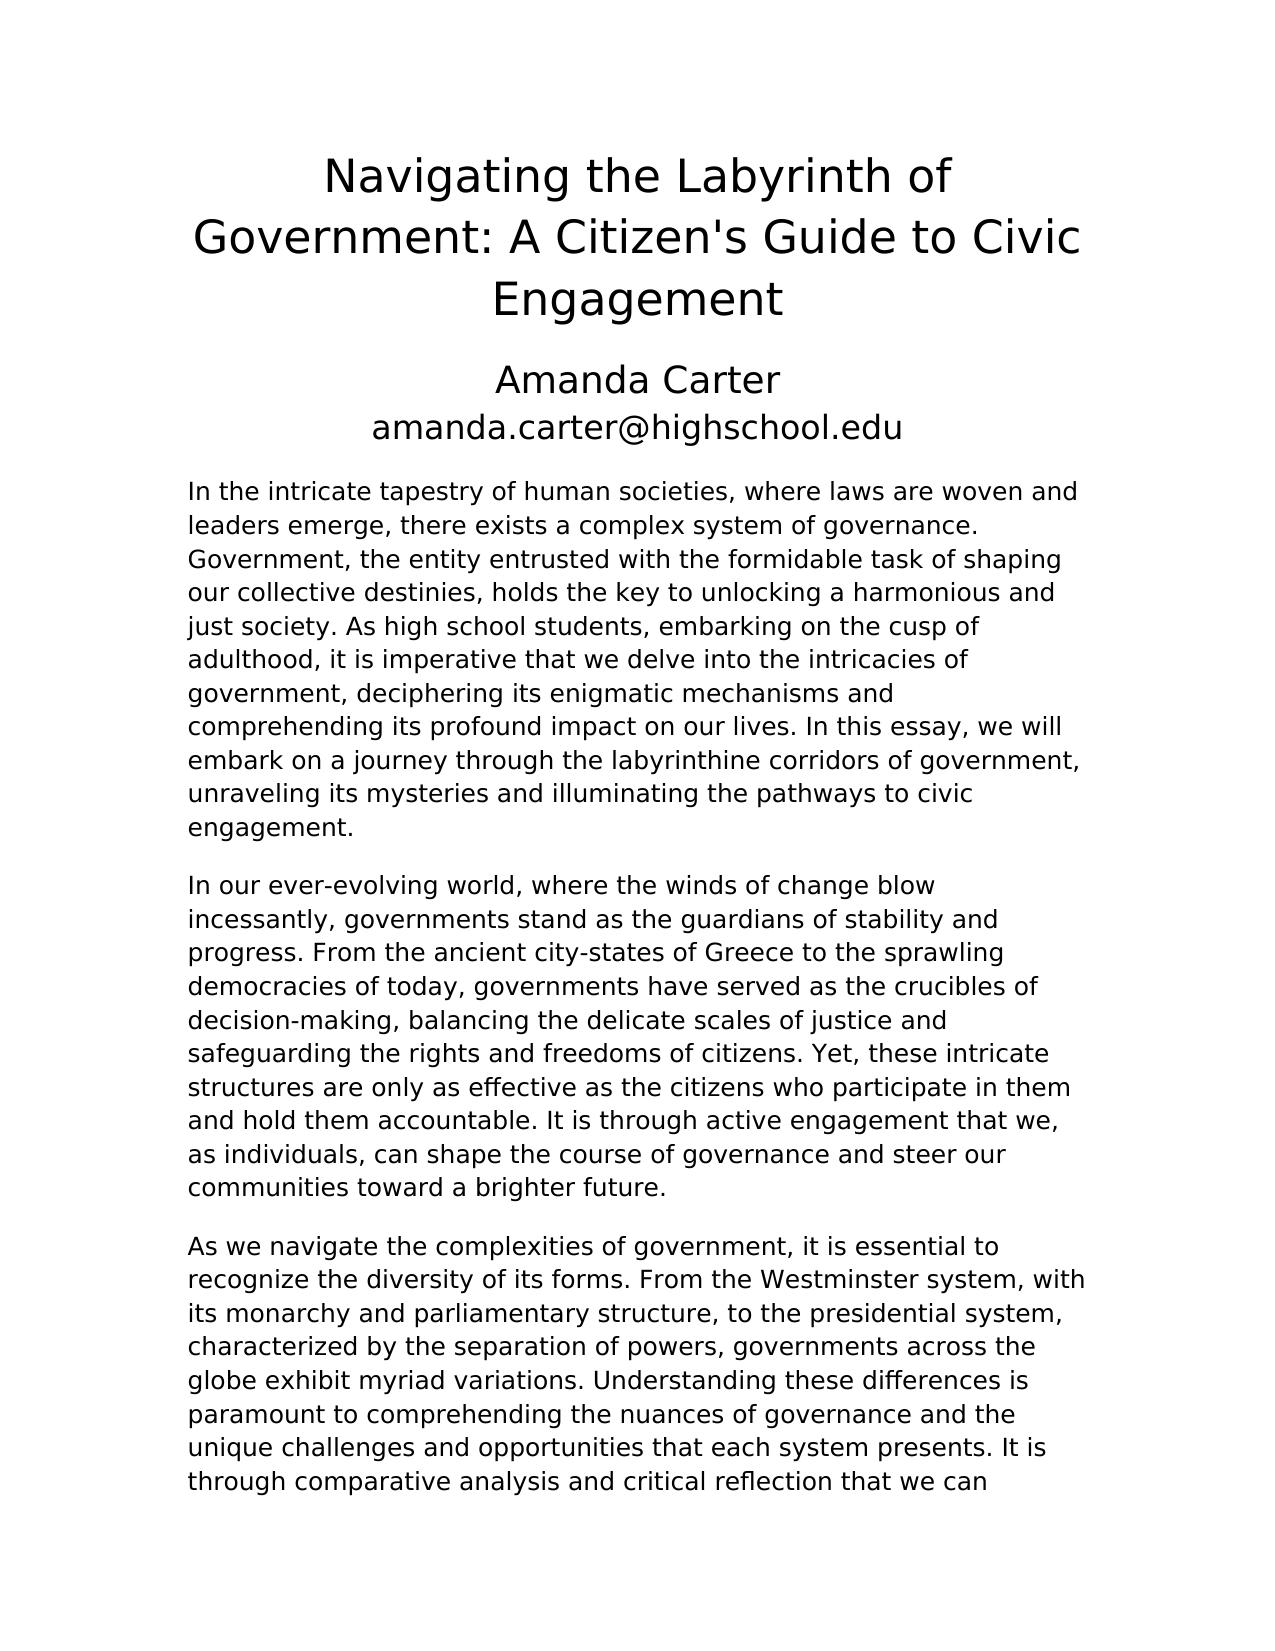 Navigating the Labyrinth of
Government: A Citizen's Guide to Civic
Engagement
Amanda Carter
amanda.carter@highschool.edu
In the intricate tapestry of human societies, where laws are woven and
leaders emerge, there exists a complex system of governance.
Government, the entity entrusted with the formidable task of shaping
our collective destinies, holds the key to unlocking a harmonious and
just society. As high school students, embarking on the cusp of
adulthood, it is imperative that we delve into the intricacies of
government, deciphering its enigmatic mechanisms and
comprehending its profound impact on our lives. In this essay, we will
embark on a journey through the labyrinthine corridors of government,
unraveling its mysteries and illuminating the pathways to civic
engagement.
In our ever-evolving world, where the winds of change blow
incessantly, governments stand as the guardians of stability and
progress. From the ancient city-states of Greece to the sprawling
democracies of today, governments have served as the crucibles of
decision-making, balancing the delicate scales of justice and
safeguarding the rights and freedoms of citizens. Yet, these intricate
structures are only as effective as the citizens who participate in them
and hold them accountable. It is through active engagement that we,
as individuals, can shape the course of governance and steer our
communities toward a brighter future.
As we navigate the complexities of government, it is essential to
recognize the diversity of its forms. From the Westminster system, with
its monarchy and parliamentary structure, to the presidential system,
characterized by the separation of powers, governments across the
globe exhibit myriad variations. Understanding these differences is
paramount to comprehending the nuances of governance and the
unique challenges and opportunities that each system presents. It is
through comparative analysis and critical reflection that we can